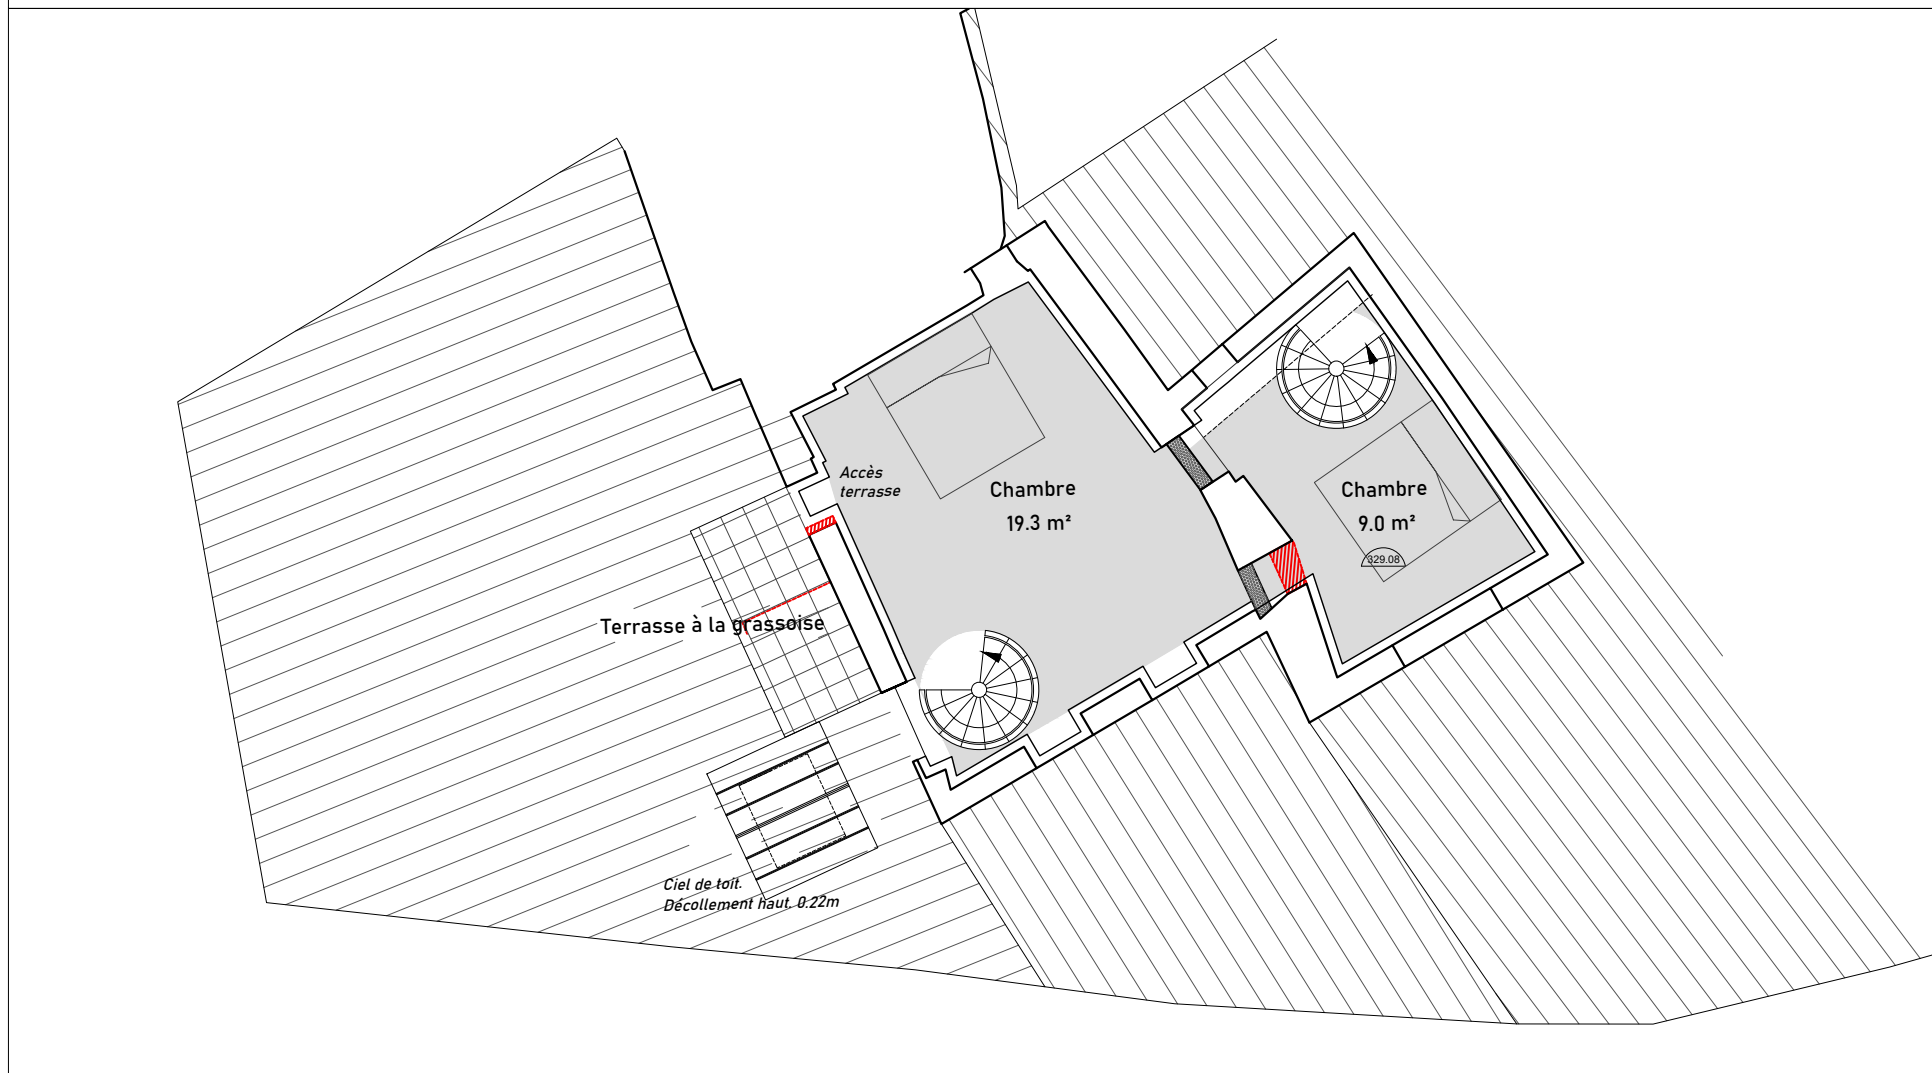 Accès
terrasse
Chambre
19.3 m²
Chambre
9.0 m²
329.08
Terrasse à la grassoise
Ciel de toit.
Décollement haut. 0.22m